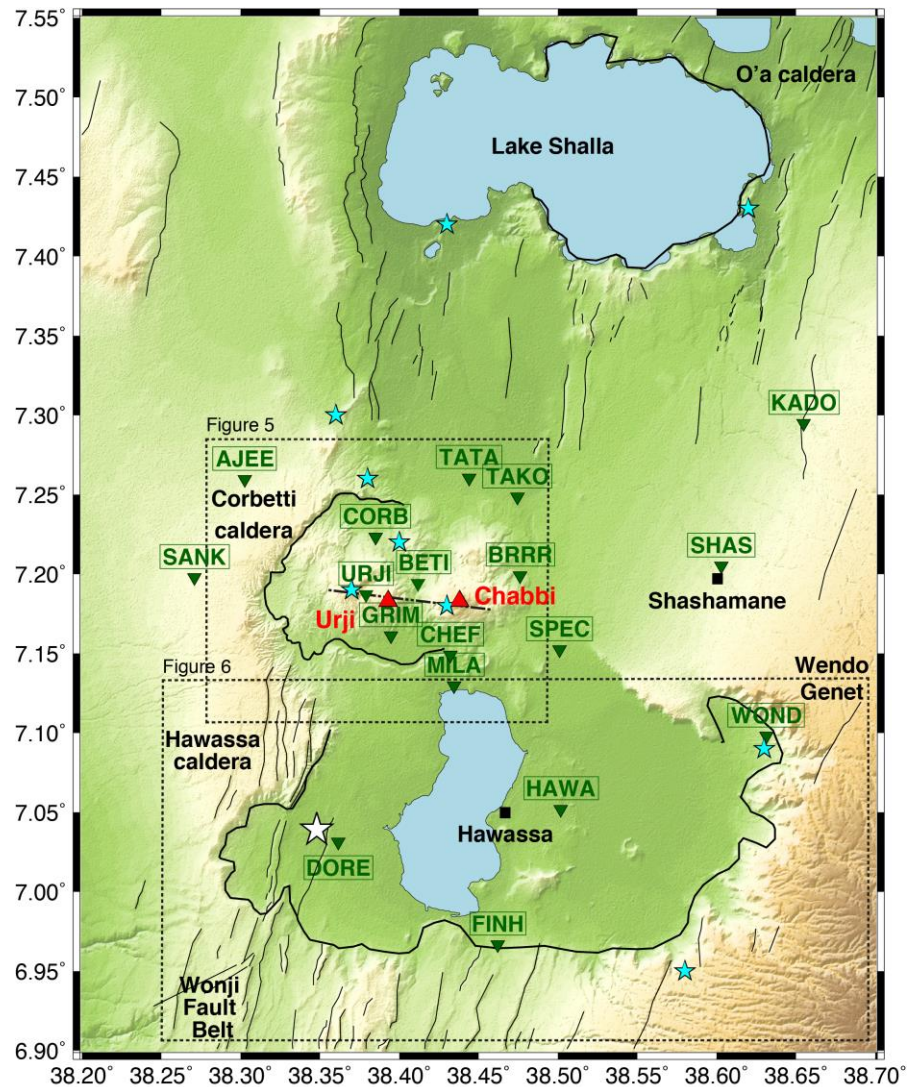 7.55°
7.50°
7.45°
7.40°
7.35°
7.30°
7.25°
7.20°
7.15°
7.10°
7.05°
7.00°
6.95°
6.90°
O'a caldera
Lake Shalla
KADO
Figure 5
AJEE
TATA
TAKO
Corbetti
caldera
CORB
SANK
URJI
BETI
BRRR
SHAS
Shashamane
Urji
Chabbi
GRIM
CHEF
SPEC
Figure 6
MILA
Wendo
Genet
WOND
Hawassa
caldera
HAWA
Hawassa
DORE
FINH
Wonji
Fault
Belt
38.20° 38.25° 38.30° 38.35° 38.40° 38.45° 38.50° 38.55° 38.60° 38.65° 38.70°